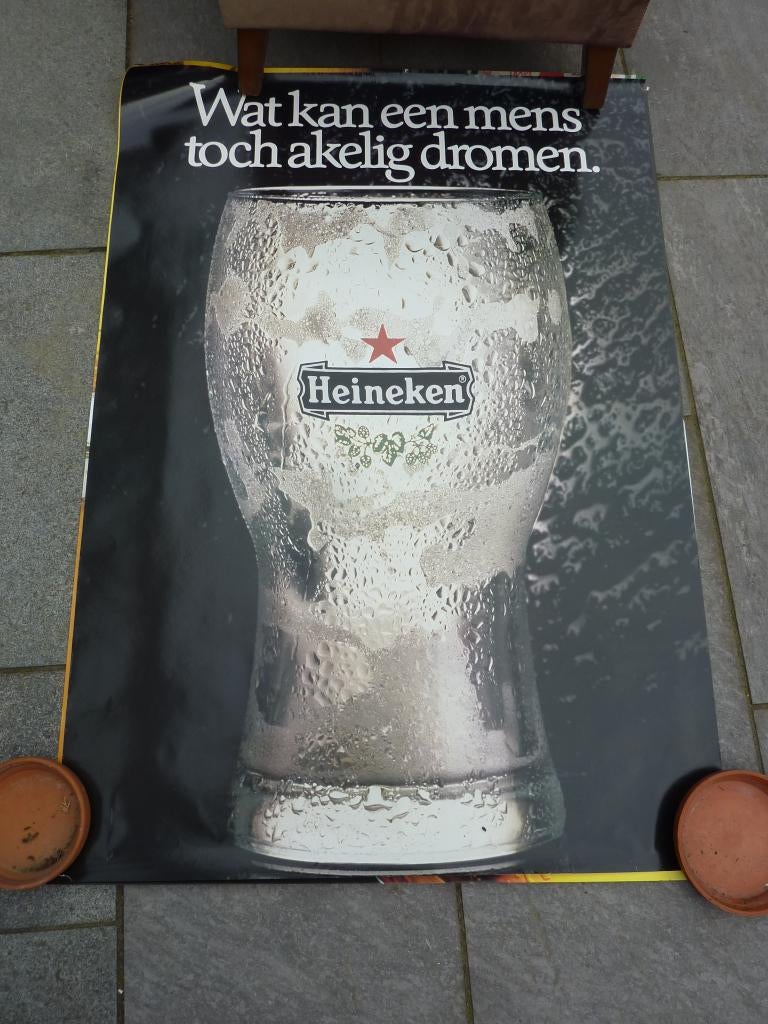 Wat kan een mens
toch akelig dromen.
Heineken®